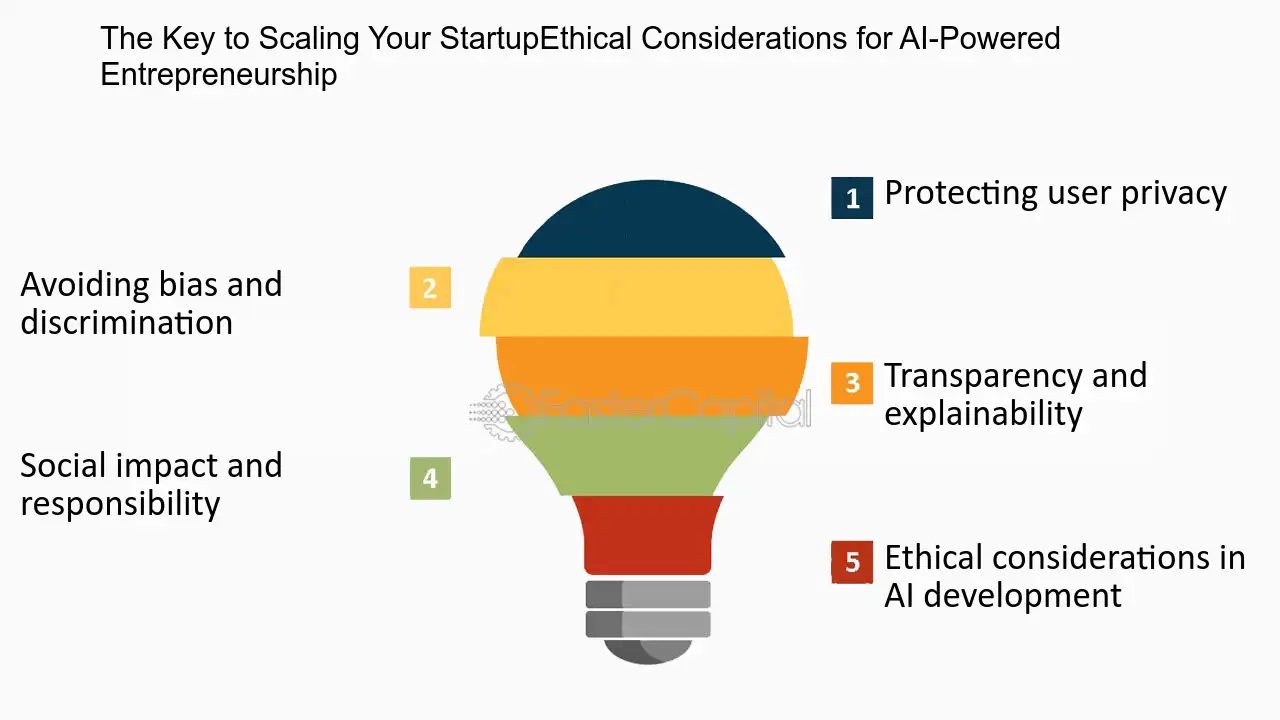 The Key to Scaling Your StartupEthical Considerations for AI-Powered
Entrepreneurship
1
Protecting user privacy
Avoiding bias and
discrimination
2
3
Transparency and
explainability
FasterCapital
Social impact and
responsibility
4
5
Ethical considerations in
AI development